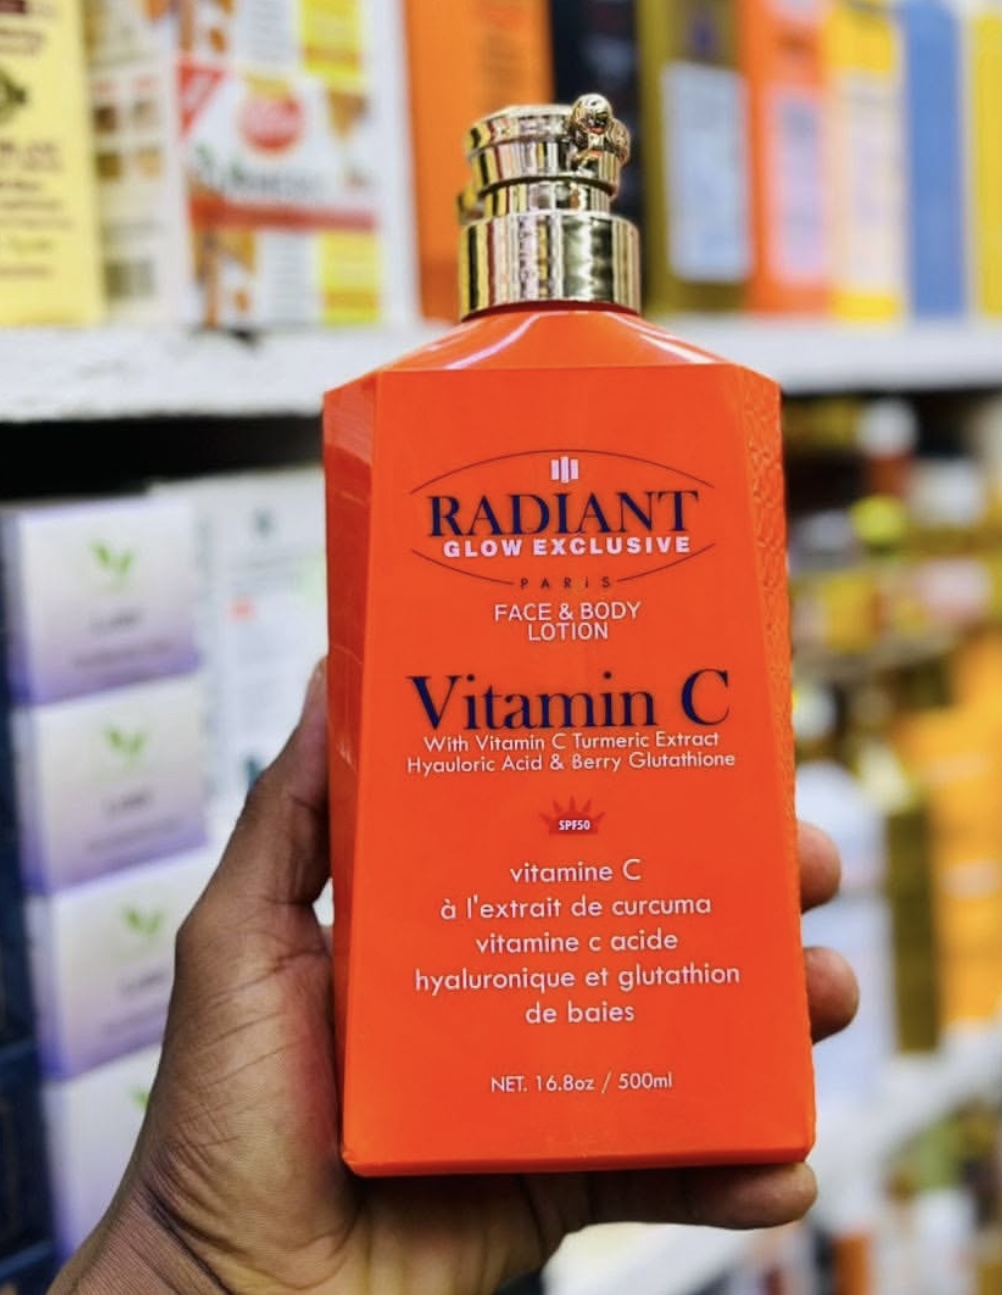 RADIANT
GLOW EXCLUSIVE
PARIS
FACE & BODY
LOTION
Vitamin C
With Vitamin C Turmeric Extract
Hyauloric Acid & Berry Glutathione
SPF50
vitamine C
à l'extrait de curcuma
vitamine c acide
hyaluronique et glutathion
de baies
NET. 16.8oz / 500ml